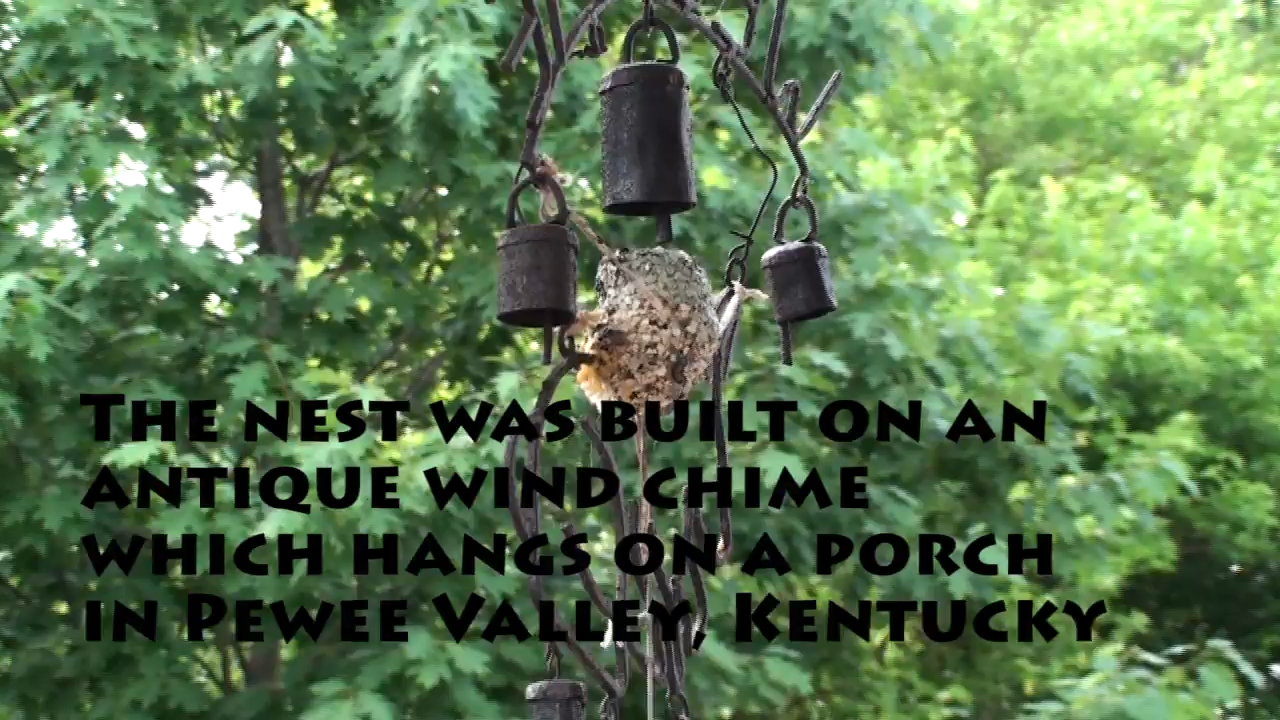 The nest was built on an
antique wind chime
which hangs on a porch
in Pewee Valley, Kentucky